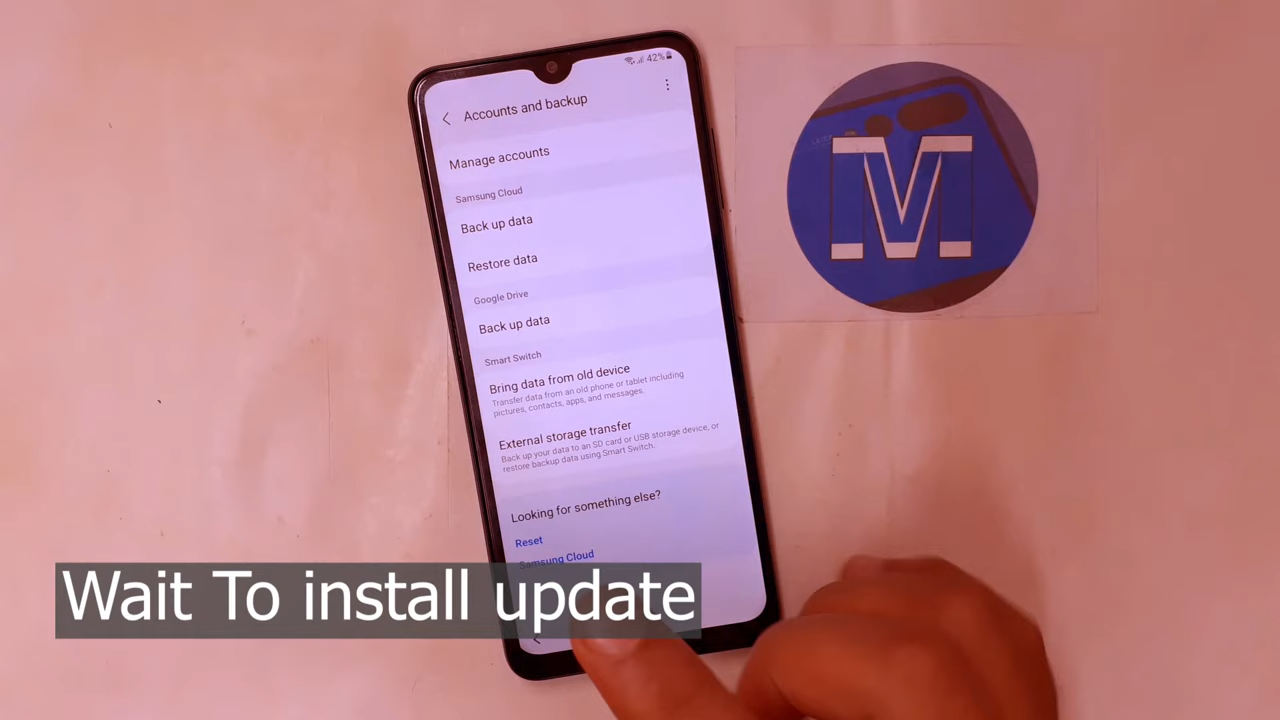 42%
Accounts and backup
Manage accounts
Samsung Cloud
Back up data
Restore data
Google Drive
Back up data
Smart Switch
Bring data from old device
Transfer data from an old phone or tablet including
pictures, contacts, apps, and messages.
External storage transfer
Back up your data to an SD card or USB storage device, or
restore backup data using Smart Switch.
Looking for something else?
Reset
Samsung Cloud
Wait To install update
M